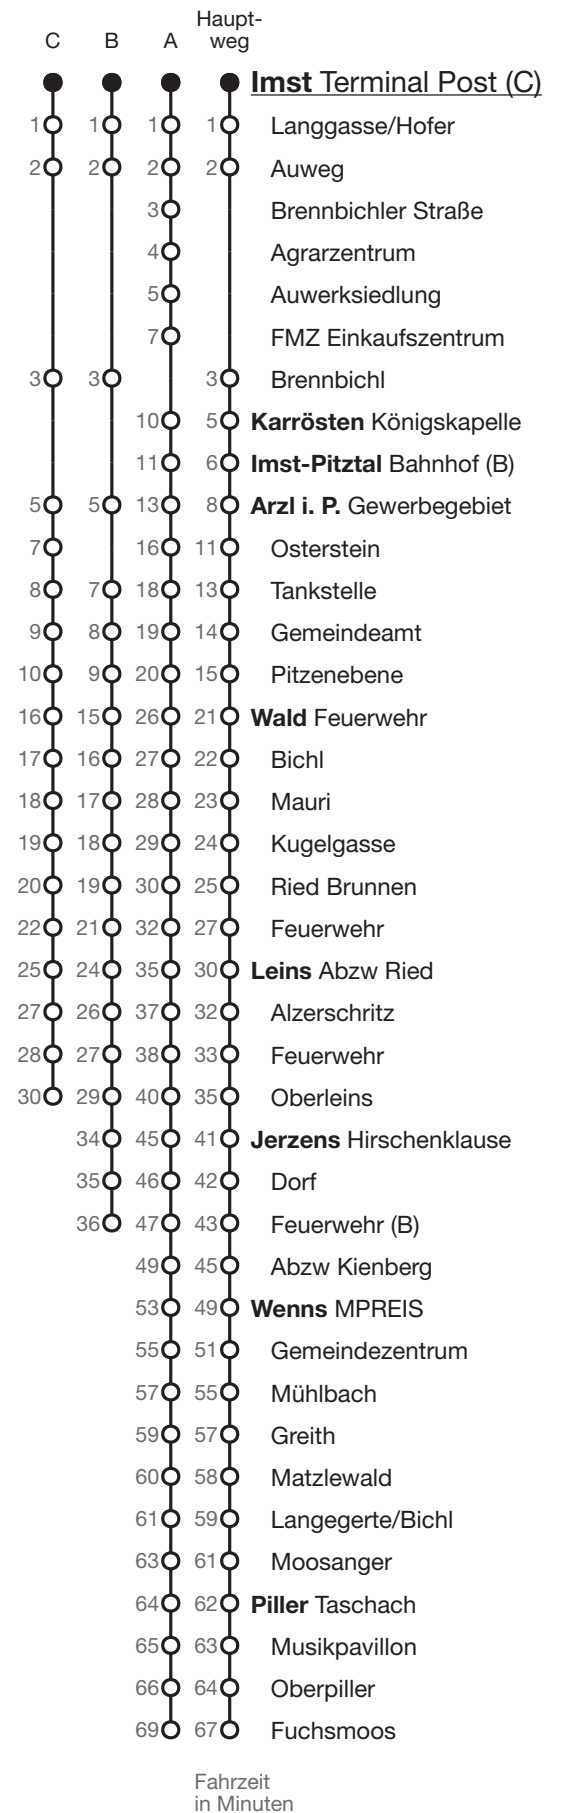 Haupt-
C B A weg
Imst Terminal Post (C)
1 1 1 1 Langgasse/Hofer
2 2 2 2 Auweg
3 Brennbichler Straße
4 Agrarzentrum
5 Auwerksiedlung
7 FMZ Einkaufszentrum
3 3 3 Brennbichl
10 5 Karrösten Königskapelle
11 6 Imst-Pitztal Bahnhof (B)
5 5 13 8 Arzl i. P. Gewerbegebiet
7 16 11 Osterstein
8 7 18 13 Tankstelle
9 8 19 14 Gemeindeamt
10 9 20 15 Pitzenebene
16 15 26 21 Wald Feuerwehr
17 16 27 22 Bichl
18 17 28 23 Mauri
19 18 29 24 Kugelgasse
20 19 30 25 Ried Brunnen
22 21 32 27 Feuerwehr
25 24 35 30 Leins Abzw Ried
27 26 37 32 Alzerschritz
28 27 38 33 Feuerwehr
30 29 40 35 Oberleins
34 45 41 Jerzens Hirschenklause
35 46 42 Dorf
36 47 43 Feuerwehr (B)
49 45 Abzw Kienberg
53 49 Wenns MPREIS
55 51 Gemeindezentrum
57 55 Mühlbach
59 57 Greith
60 58 Matzlewald
61 59 Langegerte/Bichl
63 61 Moosanger
64 62 Piller Taschach
65 63 Musikpavillon
66 64 Oberpiller
69 67 Fuchsmoos
Fahrzeit
in Minuten